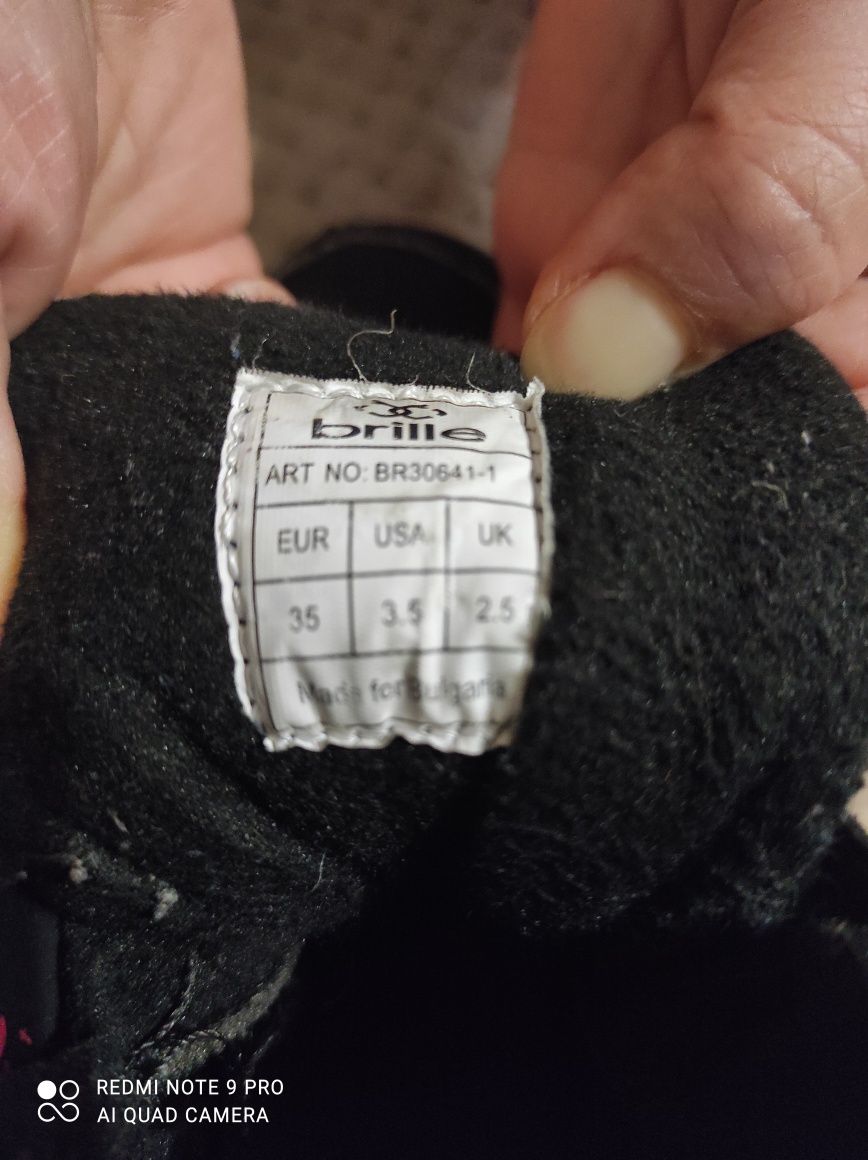 brille
ART NO: BR30641-1
EUR USA UK
35 3.5 2.5
Made for Bulgaria
REDMI NOTE 9 PRO
AI QUAD CAMERA